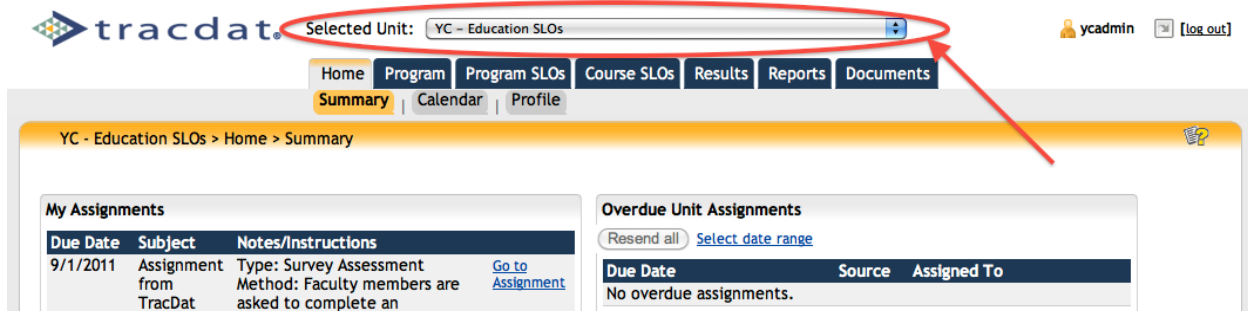 tracdat. Selected Unit: YC – Education SLOs ycadmin [log out]
Home Program Program SLOs Course SLOs Results Reports Documents
Summary | Calendar | Profile
YC - Education SLOs > Home > Summary
My Assignments
Due Date Subject Notes/Instructions
9/1/2011 Assignment Type: Survey Assessment Go to
from Method: Faculty members are Assignment
TracDat asked to complete an
Overdue Unit Assignments
Resend all Select date range
Due Date Source Assigned To
No overdue assignments.